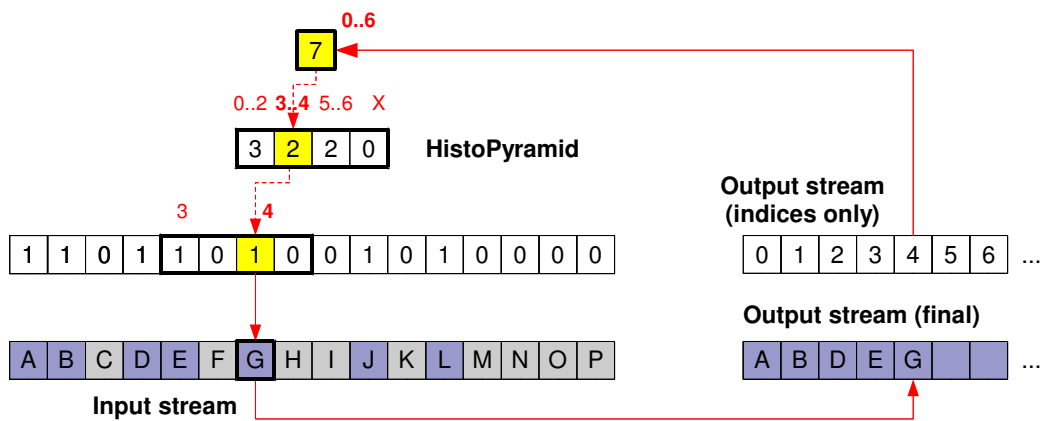 0..6
7
0..2 3..4 5..6 X
3 2 2 0 HistoPyramid
Output stream
(indices only)
3 4
1 1 0 1 1 0 1 0 0 1 0 1 0 0 0 0
0 1 2 3 4 5 6 ...
Output stream (final)
A B C D E F G H I J K L M N O P
A B D E G ...
Input stream